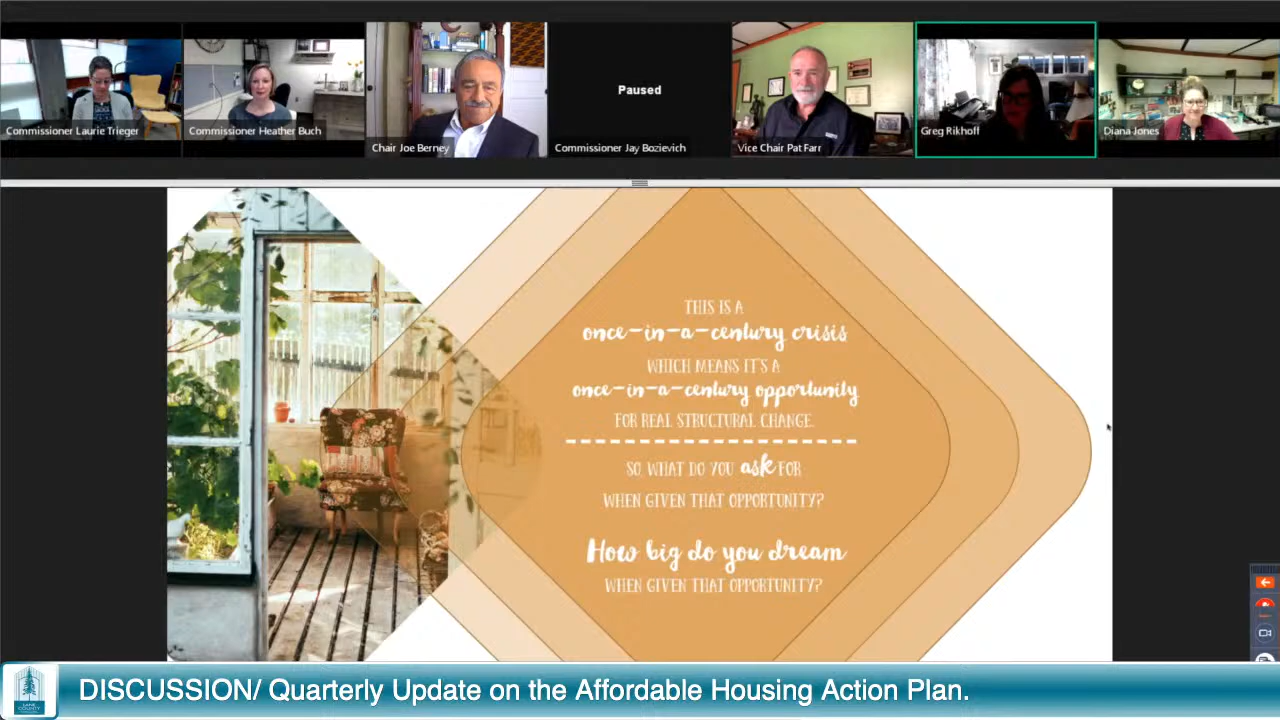 Paused
Commissioner Laurie Trieger
Commissioner Heather Buch
Chair Joe Berney
Commissioner Jay Bozievich
Vice Chair Pat Farr
Greg Rikhoff
Diana Jones
THIS IS A
once-in-a-century crisis
WHICH MEANS IT'S A
once-in-a-century opportunity
FOR REAL STRUCTURAL CHANGE.
SO, WHAT DO YOU ask FOR
WHEN GIVEN THAT OPPORTUNITY?
How big do you dream
WHEN GIVEN THAT OPPORTUNITY?
LANE COUNTY
DISCUSSION/ Quarterly Update on the Affordable Housing Action Plan.